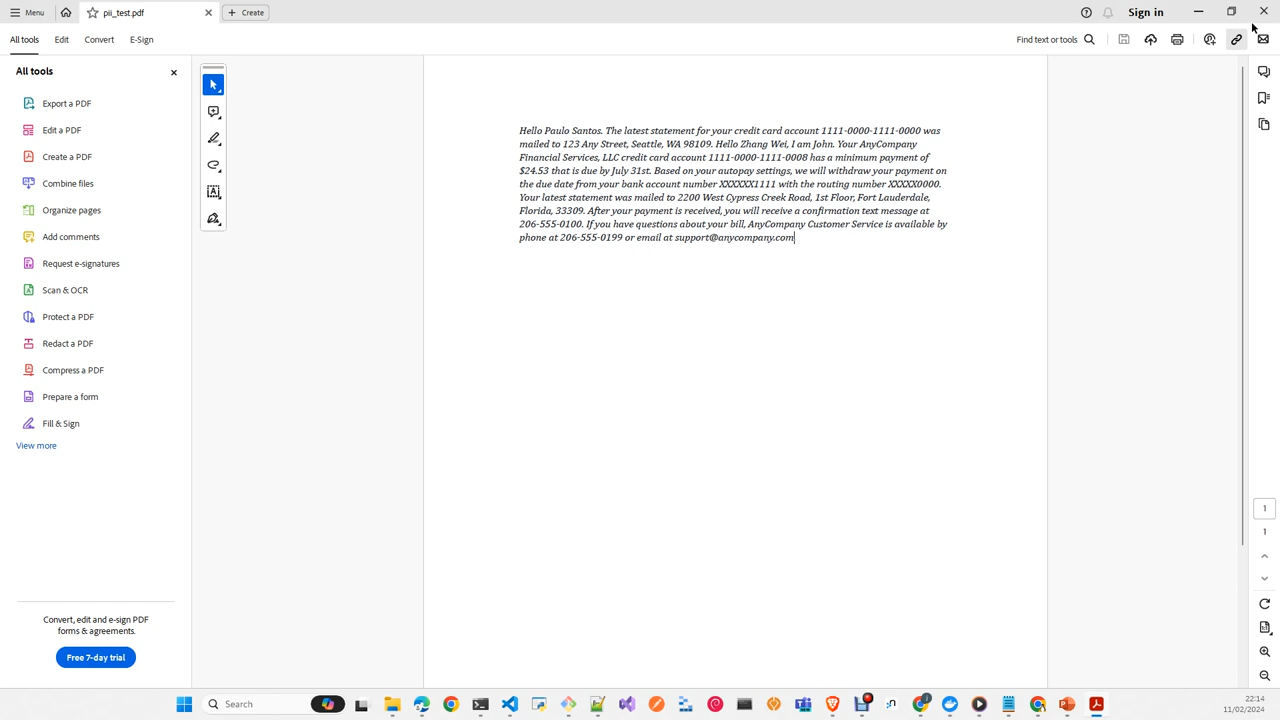 Menu
pii_test.pdf
Create
Sign in
All tools
Edit
Convert
E-Sign
Find text or tools
All tools
Export a PDF
Edit a PDF
Create a PDF
Combine files
Organize pages
Add comments
Request e-signatures
Scan & OCR
Protect a PDF
Redact a PDF
Compress a PDF
Prepare a form
Fill & Sign
View more
Convert, edit and e-sign PDF
forms & agreements.
Free 7-day trial
Hello Paulo Santos. The latest statement for your credit card account 1111-0000-1111-0000 was
mailed to 123 Any Street, Seattle, WA 98109. Hello Zhang Wei, I am John. Your AnyCompany
Financial Services, LLC credit card account 1111-0000-1111-0008 has a minimum payment of
$24.53 that is due by July 31st. Based on your autopay settings, we will withdraw your payment on
the due date from your bank account number XXXXXX1111 with the routing number XXXXX0000.
Your latest statement was mailed to 2200 West Cypress Creek Road, 1st Floor, Fort Lauderdale,
Florida, 33309. After your payment is received, you will receive a confirmation text message at
206-555-0100. If you have questions about your bill, AnyCompany Customer Service is available by
phone at 206-555-0199 or email at support@anycompany.com
1
1
Search
22:14
11/02/2024